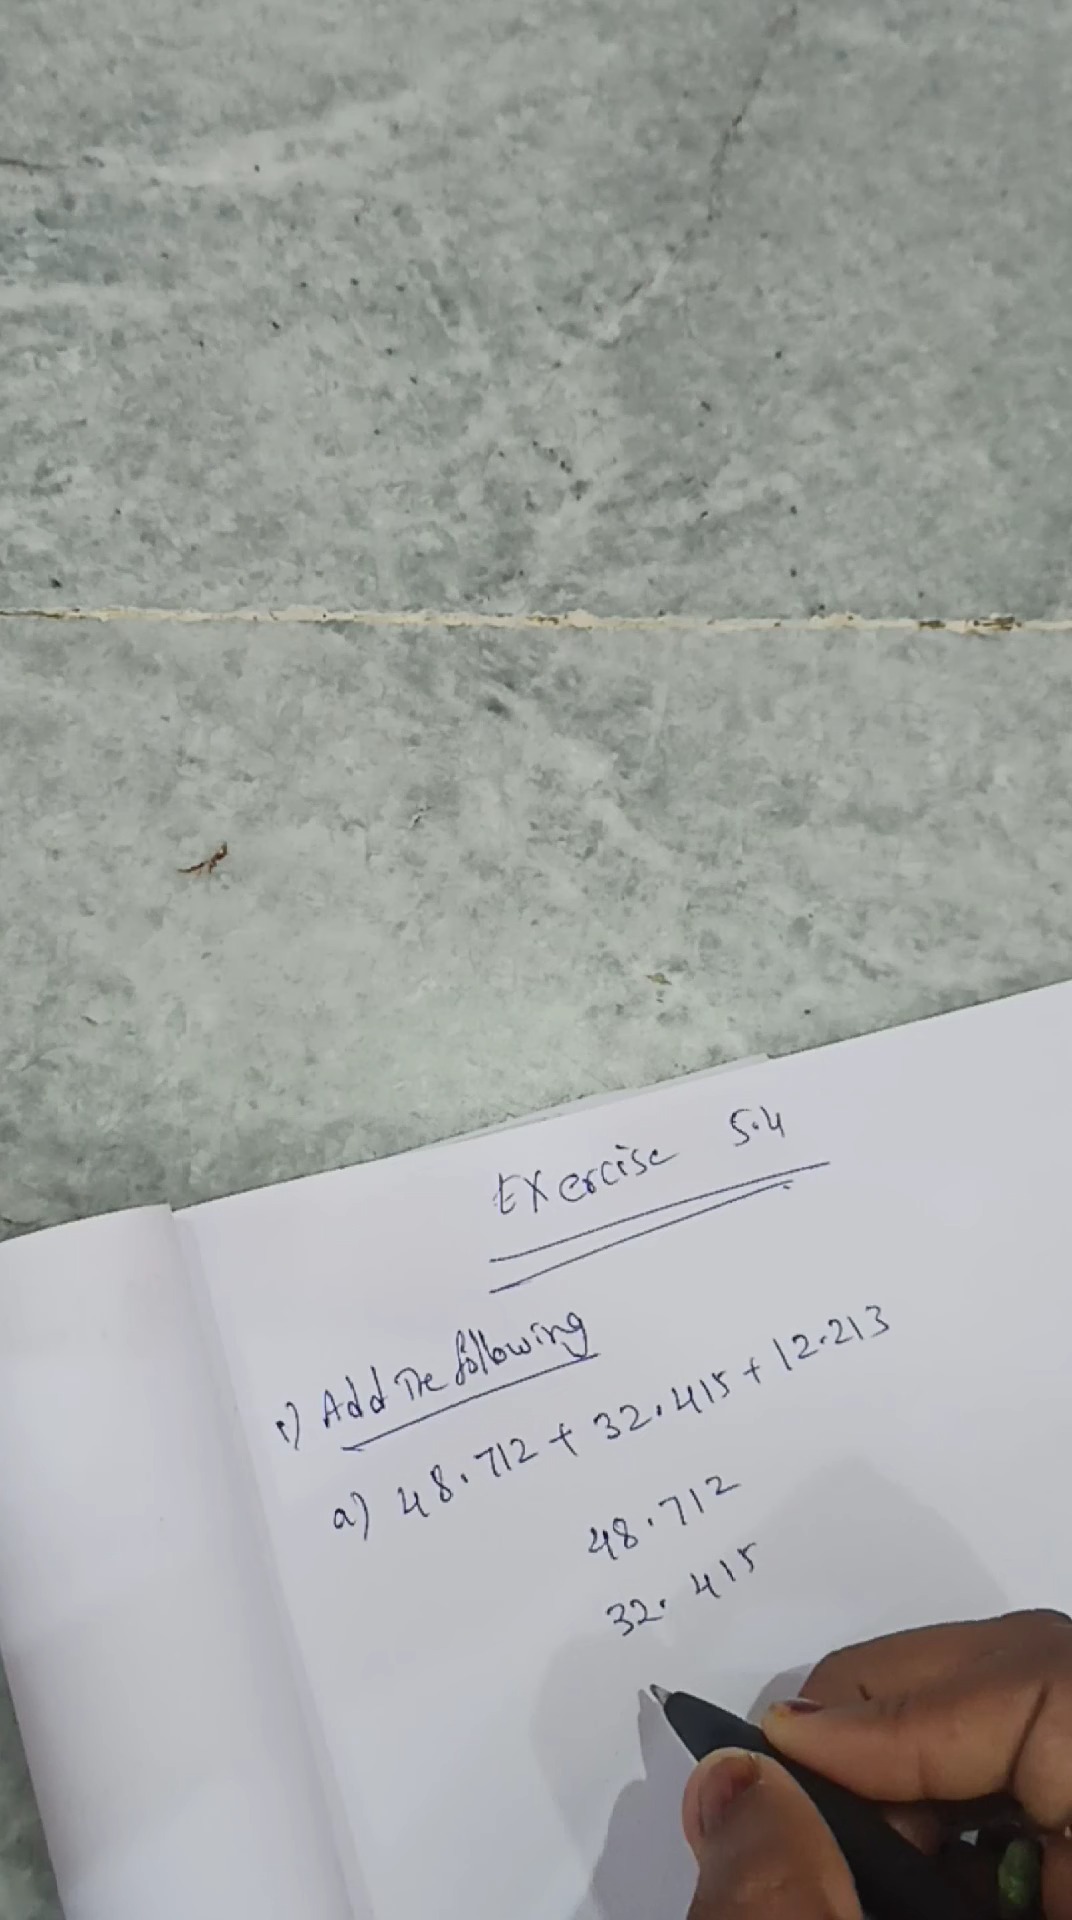 Exercise 5.4
1) Add The following
a) 48.712 + 32.415 + 12.213
48.712
32.415